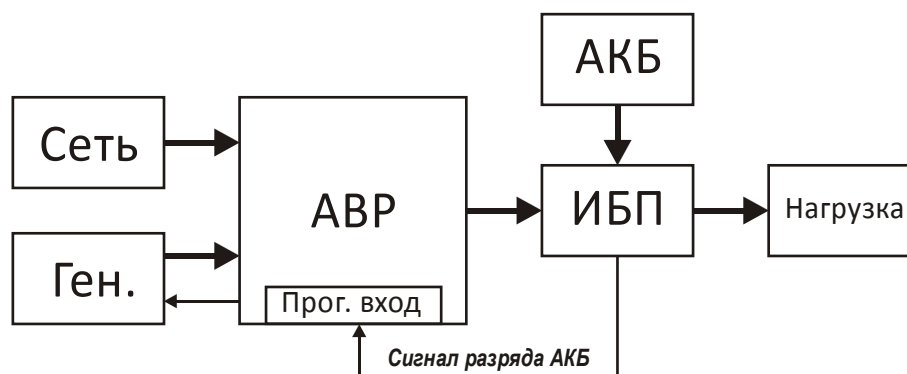 АКБ
Сеть
АВР
ИБП
Нагрузка
Ген.
Прог. вход
Сигнал разряда АКБ